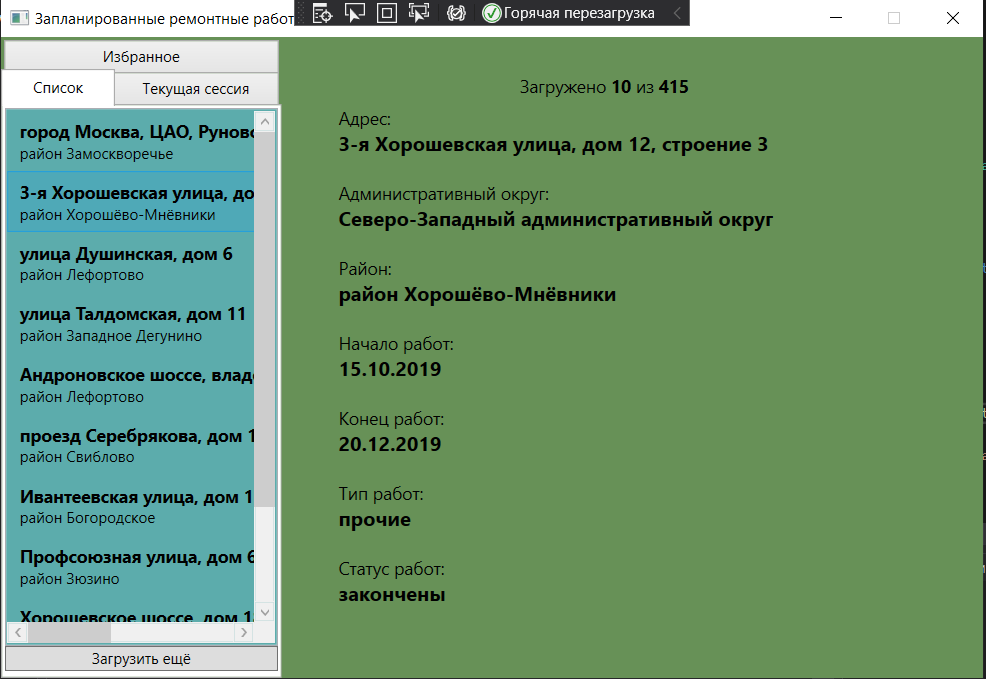 Запланированные ремонтные работ
Горячая перезагрузка
Избранное
Список
Текущая сессия
город Москва, ЦАО, Рунов
район Замоскворечье
3-я Хорошевская улица, до
район Хорошёво-Мнёвники
улица Душинская, дом 6
район Лефортово
улица Талдомская, дом 11
район Западное Дегунино
Андроновское шоссе, влад
район Лефортово
проезд Серебрякова, дом 1
район Свиблово
Ивантеевская улица, дом 1
район Богородское
Профсоюзная улица, дом 6
район Зюзино
Хорошевское шоссе, дом 1
Загрузить ещё
Загружено 10 из 415
Адрес:
3-я Хорошевская улица, дом 12, строение 3
Административный округ:
Северо-Западный административный округ
Район:
район Хорошёво-Мнёвники
Начало работ:
15.10.2019
Конец работ:
20.12.2019
Тип работ:
прочие
Статус работ:
закончены